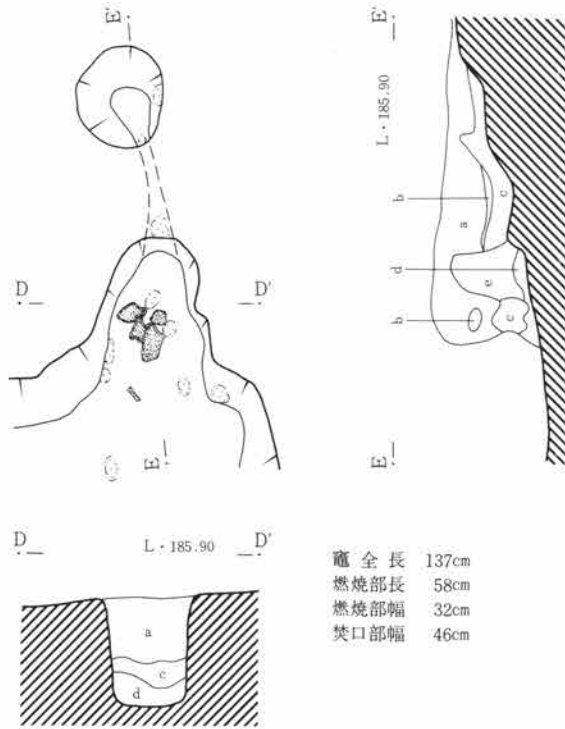 E'
E'
L・185.90
b
c
a
d
e
b
c
D
D'
E
E
D
L・185.90
D'
a
c
d
竈 全 長 137cm
燃焼部長 58cm
燃焼部幅 32cm
焚口部幅 46cm